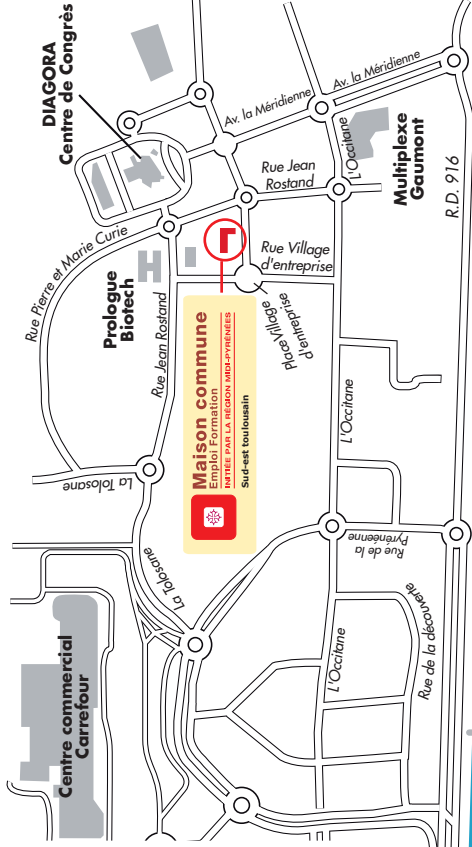 DIAGORA
Centre de Congrès
Av. la Méridienne
Av. la Méridienne
Rue Jean
Rostand
L'Occitane
Multiplexe
Gaumont
R.D. 916
Rue Pierre et Marie Curie
Prologue
Biotech
Rue Jean Rostand
Rue Village
d'entreprise
Place Village
d'entreprise
Maison commune
Emploi Formation
INITIÉE PAR LA RÉGION MIDI-PYRÉNÉES
Sud-est toulousain
La Tolosane
La Tolosane
L'Occitane
Rue de la
Pyrénéenne
L'Occitane
Rue de la découverte
Centre commercial
Carrefour